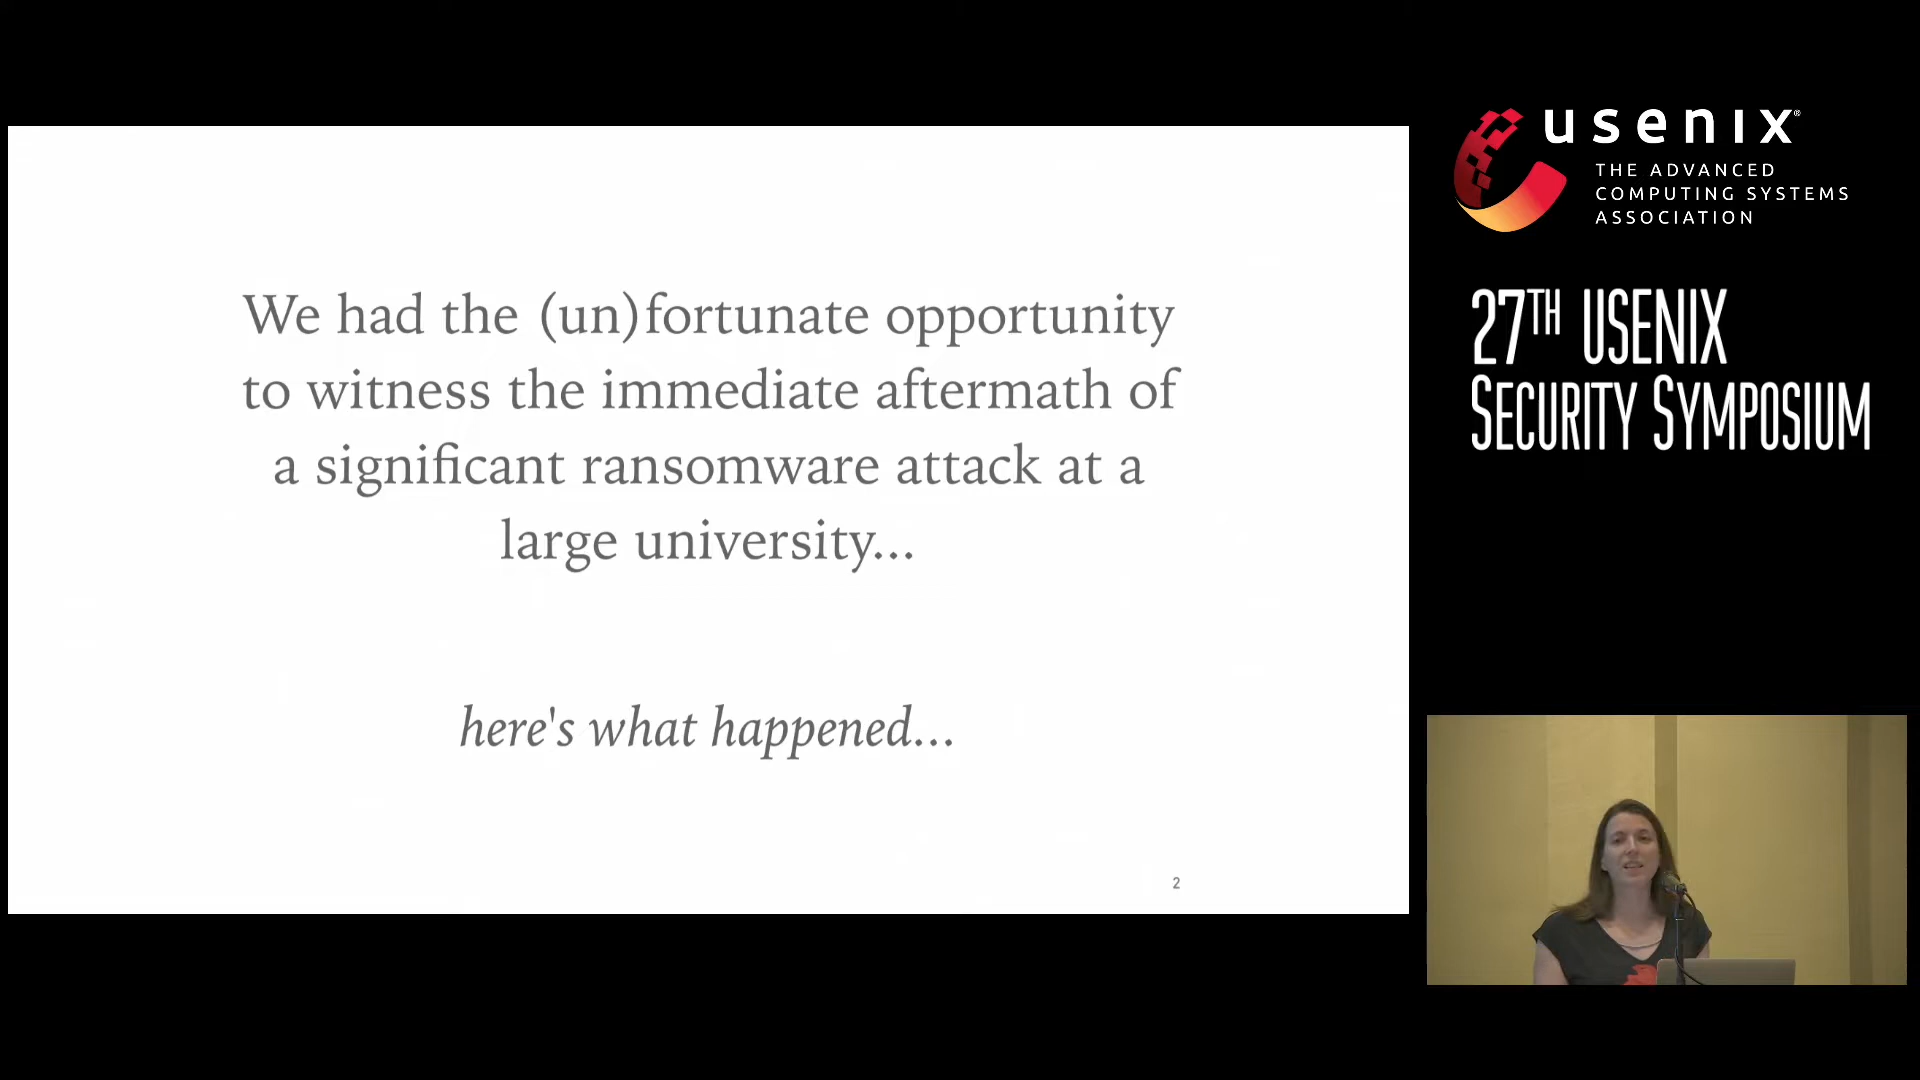 We had the (un)fortunate opportunity
to witness the immediate aftermath of
a significant ransomware attack at a
large university...
here's what happened...
2
usenix®
THE ADVANCED
COMPUTING SYSTEMS
ASSOCIATION
27TH USENIX
SECURITY SYMPOSIUM